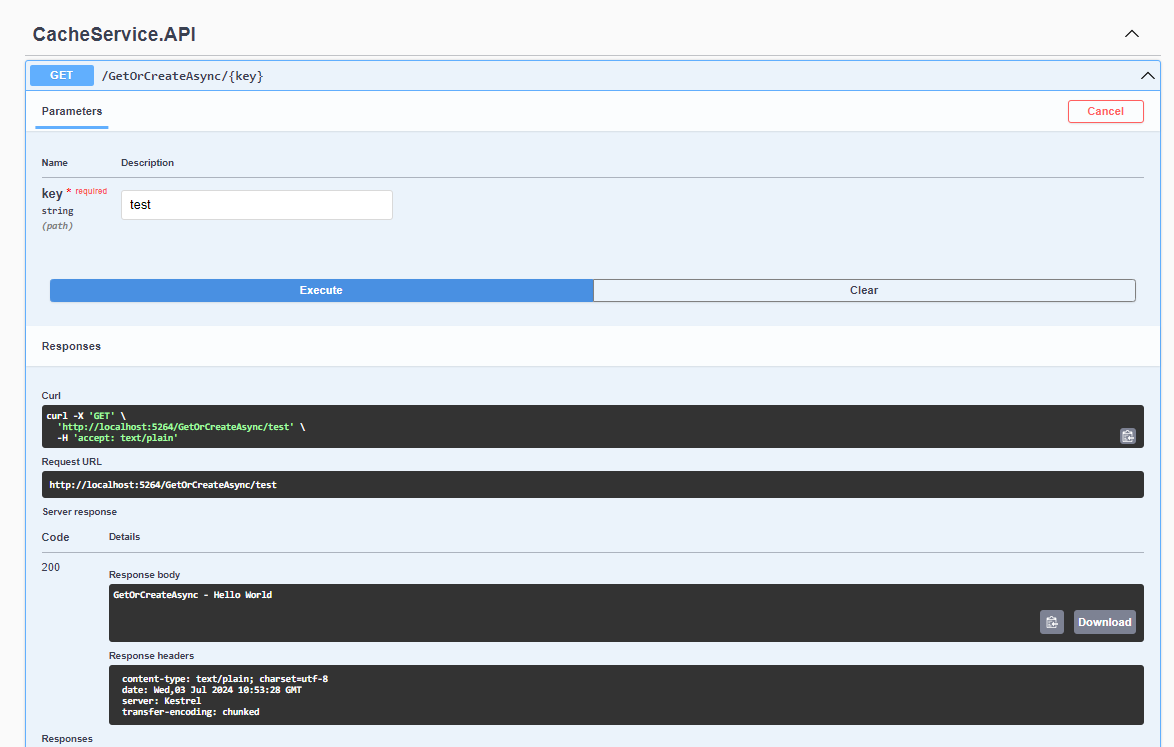 CacheService.API
GET /GetOrCreateAsync/{key}
Parameters
Cancel
Name Description
key * required
string
(path)
test
Execute Clear
Responses
Curl
curl -X 'GET' \
'http://localhost:5264/GetOrCreateAsync/test' \
-H 'accept: text/plain'
Request URL
http://localhost:5264/GetOrCreateAsync/test
Server response
Code Details
200
Response body
GetOrCreateAsync - Hello World
Download
Response headers
content-type: text/plain; charset=utf-8
date: Wed,03 Jul 2024 10:53:28 GMT
server: Kestrel
transfer-encoding: chunked
Responses